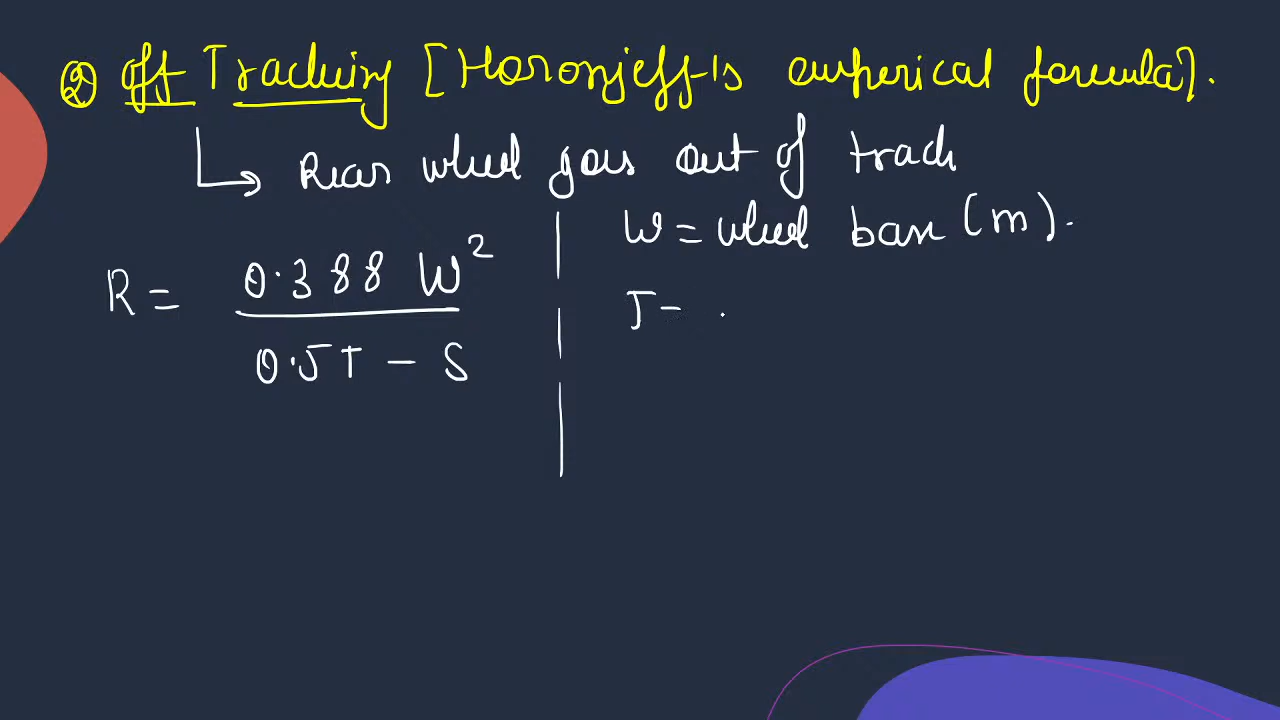 ② Off Tracking [Horonjeff's emperical formula].
↳ Rear wheel goes out of track
R = 0.388 W² / 0.5T - S
W = wheel base (m).
T =